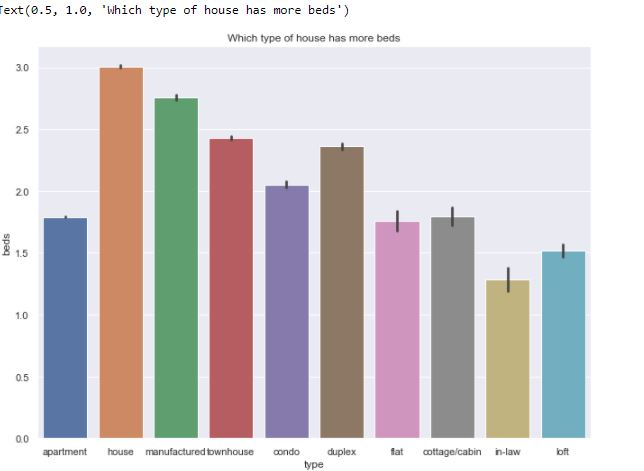 Text(0.5, 1.0, 'Which type of house has more beds')
Which type of house has more beds
3.0
2.5
2.0
1.5
1.0
0.5
0.0
beds
apartment house manufactured townhouse condo duplex flat cottage/cabin in-law loft
type